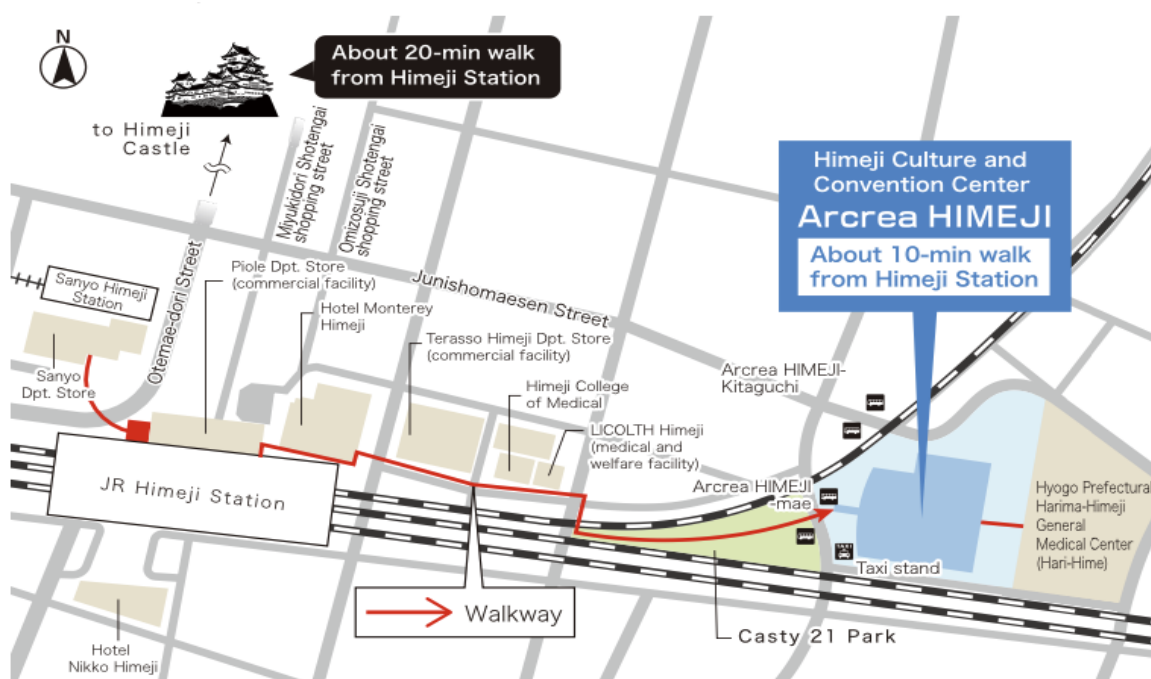 N
About 20-min walk
from Himeji Station
to Himeji
Castle
Miyukidori Shotengai
shopping street
Omizosuji Shotengai
shopping street
Himeji Culture and
Convention Center
Arcrea HIMEJI
About 10-min walk
from Himeji Station
Otemae-dori Street
Piole Dpt. Store
(commercial facility)
Junishomaesen Street
Sanyo Himeji
Station
Hotel Monterey
Himeji
Terasso Himeji Dpt. Store
(commercial facility)
Sanyo
Dpt. Store
Himeji College
of Medical
Arcrea HIMEJI-
Kitaguchi
LICOLTH Himeji
(medical and
welfare facility)
JR Himeji Station
Arcrea HIMEJI
-mae
Hyogo Prefectural
Harima-Himeji
General
Medical Center
(Hari-Hime)
TAXI
Taxi stand
Walkway
Casty 21 Park
Hotel
Nikko Himeji